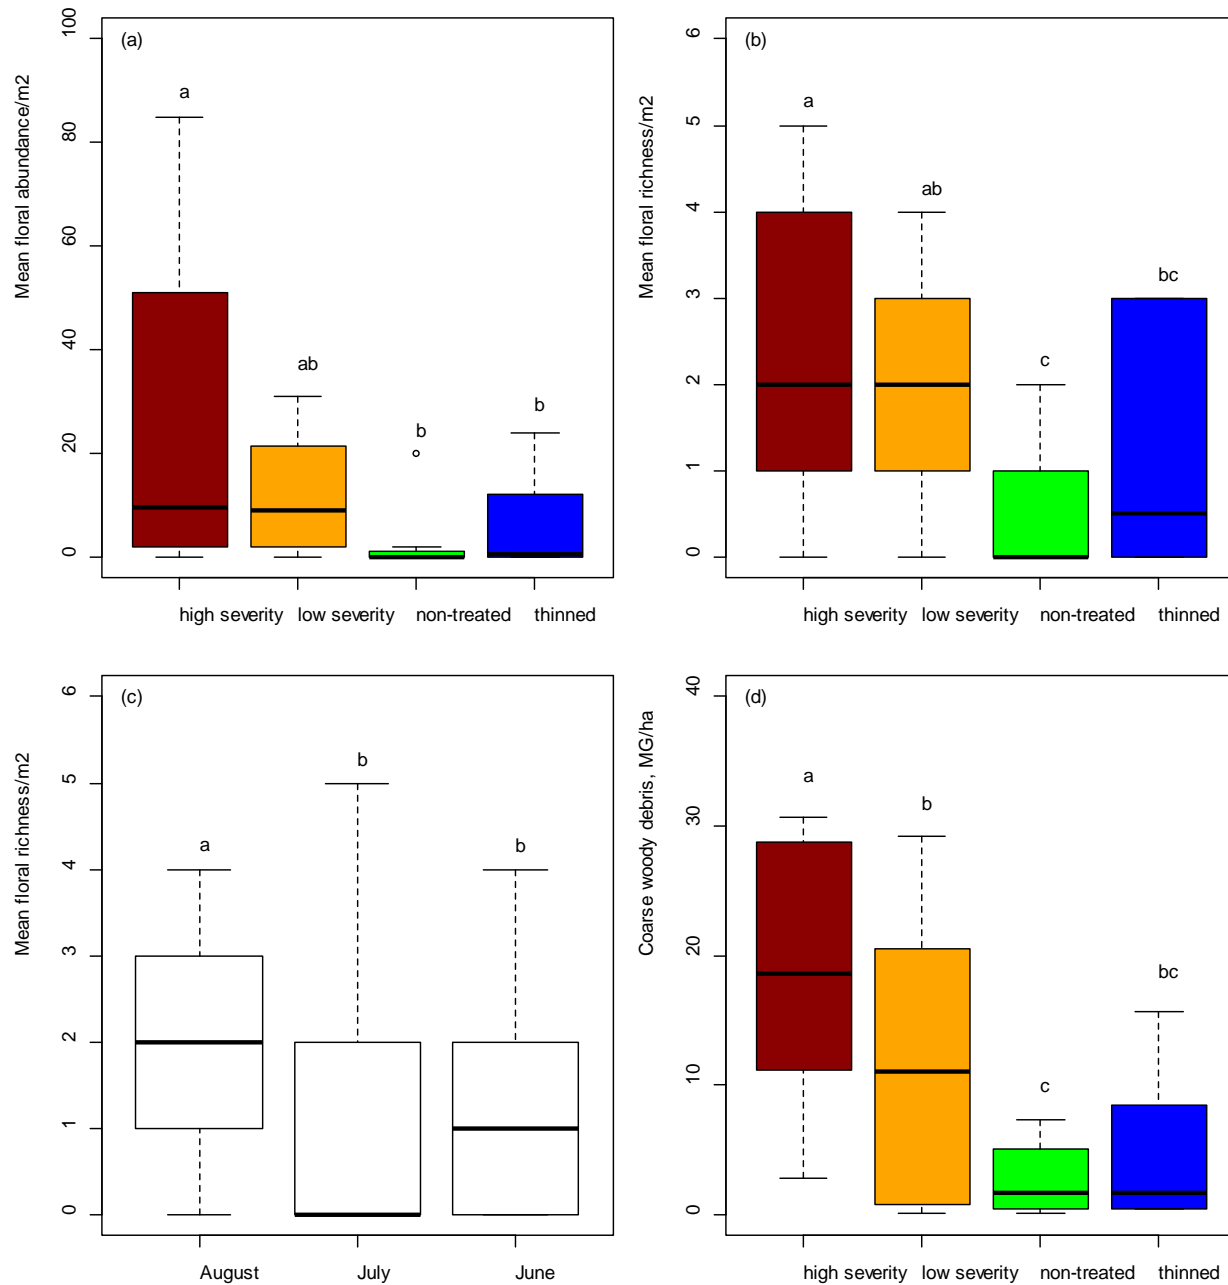 (a)
Mean floral abundance/m2
100
80
60
40
20
0
a
ab
b
b
high severity low severity non-treated thinned
(b)
Mean floral richness/m2
6
5
4
3
2
1
0
a
ab
c
bc
high severity low severity non-treated thinned
(c)
Mean floral richness/m2
6
5
4
3
2
1
0
a
b
b
August July June
(d)
Coarse woody debris, MG/ha
40
30
20
10
0
a
b
c
bc
high severity low severity non-treated thinned